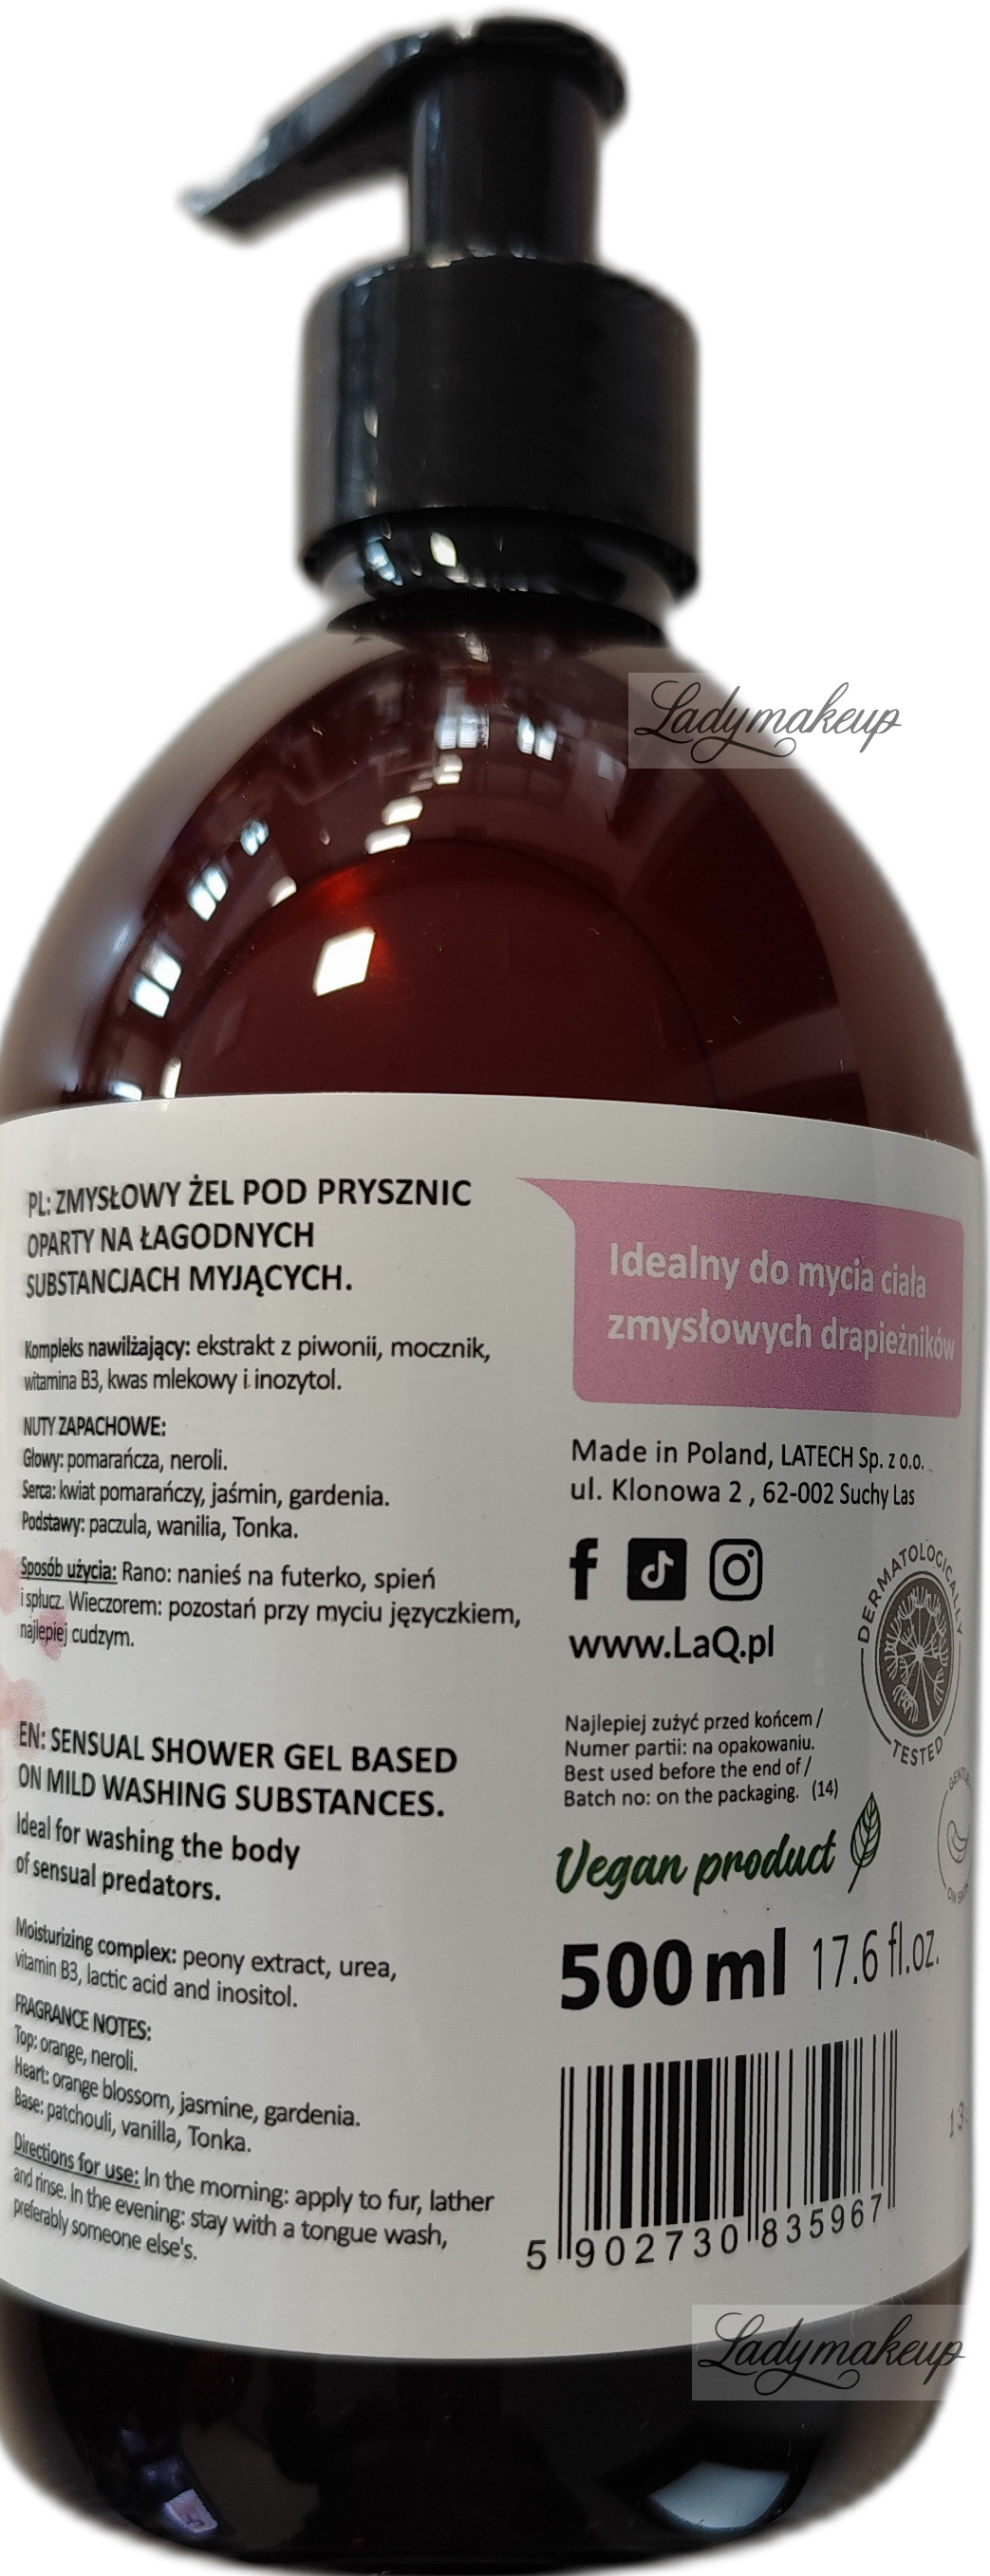 Ladymakeup
PL: ZMYSŁOWY ŻEL POD PRYSZNIC
OPARTY NA ŁAGODNYCH
SUBSTANCJACH MYJĄCYCH.
Kompleks nawilżający: ekstrakt z piwonii, mocznik,
witamina B3, kwas mlekowy i inozytol.
NUTY ZAPACHOWE:
Głowy: pomarańcza, neroli.
Serca: kwiat pomarańczy, jaśmin, gardenia.
Podstawy: paczula, wanilia, Tonka.
Sposób użycia: Rano: nanieś na futerko, spień
i spłucz. Wieczorem: pozostań przy myciu języczkiem,
najlepiej cudzym.
EN: SENSUAL SHOWER GEL BASED
ON MILD WASHING SUBSTANCES.
Ideal for washing the body
of sensual predators.
Moisturizing complex: peony extract, urea,
vitamin B3, lactic acid and inositol.
FRAGRANCE NOTES:
Top: orange, neroli.
Heart: orange blossom, jasmine, gardenia.
Base: patchouli, vanilla, Tonka.
Directions for use: In the morning: apply to fur, lather
and rinse. In the evening: stay with a tongue wash,
preferably someone else's.
Idealny do mycia ciała
zmysłowych drapieżników
Made in Poland, LATECH Sp. z o.o.
ul. Klonowa 2 , 62-002 Suchy Las
www.LaQ.pl
DERMATOLOGICALLY
TESTED
Najlepiej zużyć przed końcem /
Numer partii: na opakowaniu.
Best used before the end of /
Batch no: on the packaging. (14)
Vegan product
500 ml 17.6 fl.oz.
5 902730 835967
Ladymakeup